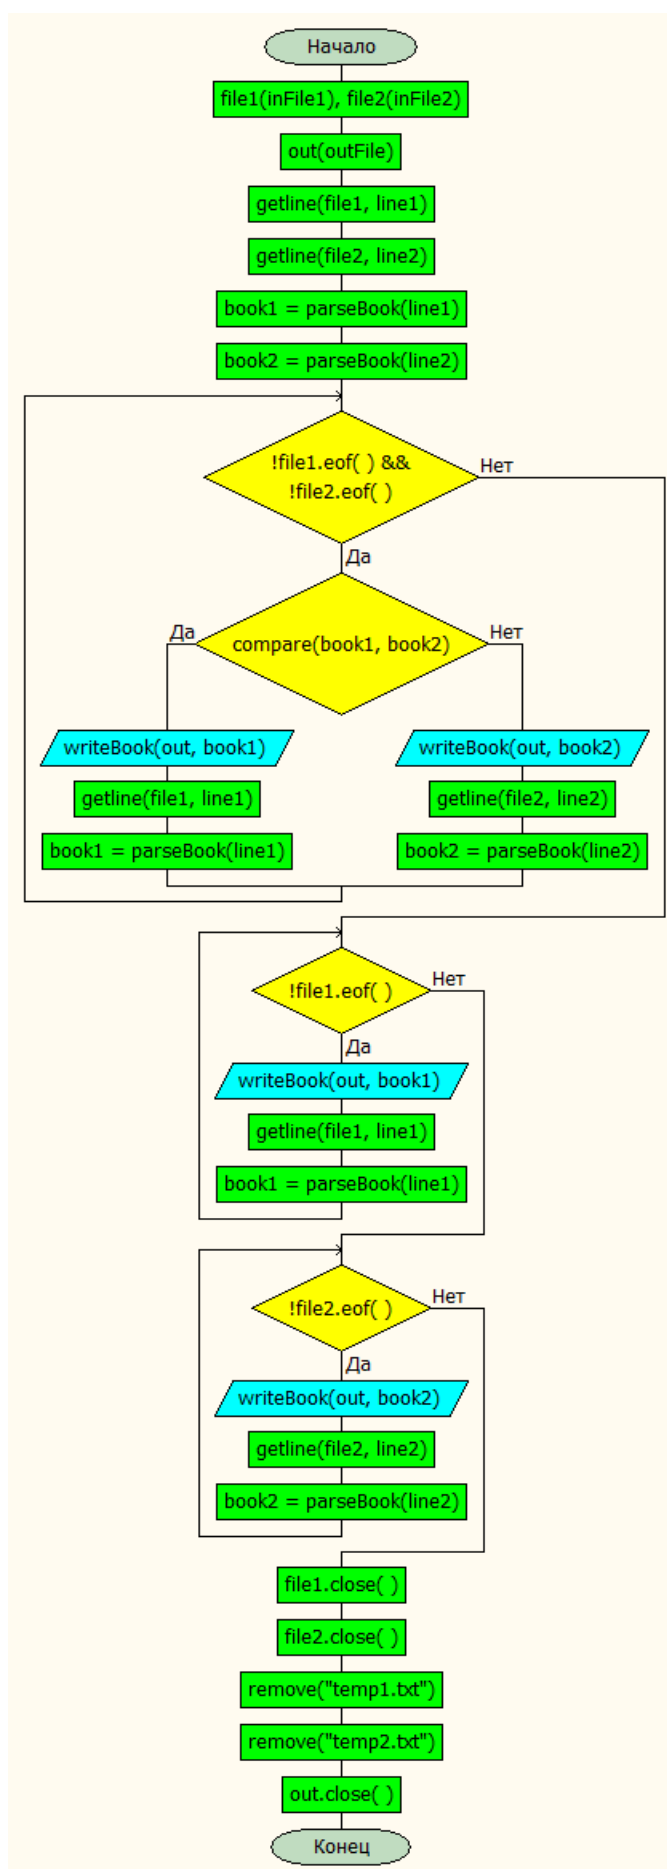 Начало
file1(inFile1), file2(inFile2)
out(outFile)
getline(file1, line1)
getline(file2, line2)
book1 = parseBook(line1)
book2 = parseBook(line2)
!file1.eof( ) &&
!file2.eof( )
Нет
Да
compare(book1, book2)
Да
Нет
writeBook(out, book1)
writeBook(out, book2)
getline(file1, line1)
getline(file2, line2)
book1 = parseBook(line1)
book2 = parseBook(line2)
!file1.eof( )
Нет
Да
writeBook(out, book1)
getline(file1, line1)
book1 = parseBook(line1)
!file2.eof( )
Нет
Да
writeBook(out, book2)
getline(file2, line2)
book2 = parseBook(line2)
file1.close( )
file2.close( )
remove("temp1.txt")
remove("temp2.txt")
out.close( )
Конец